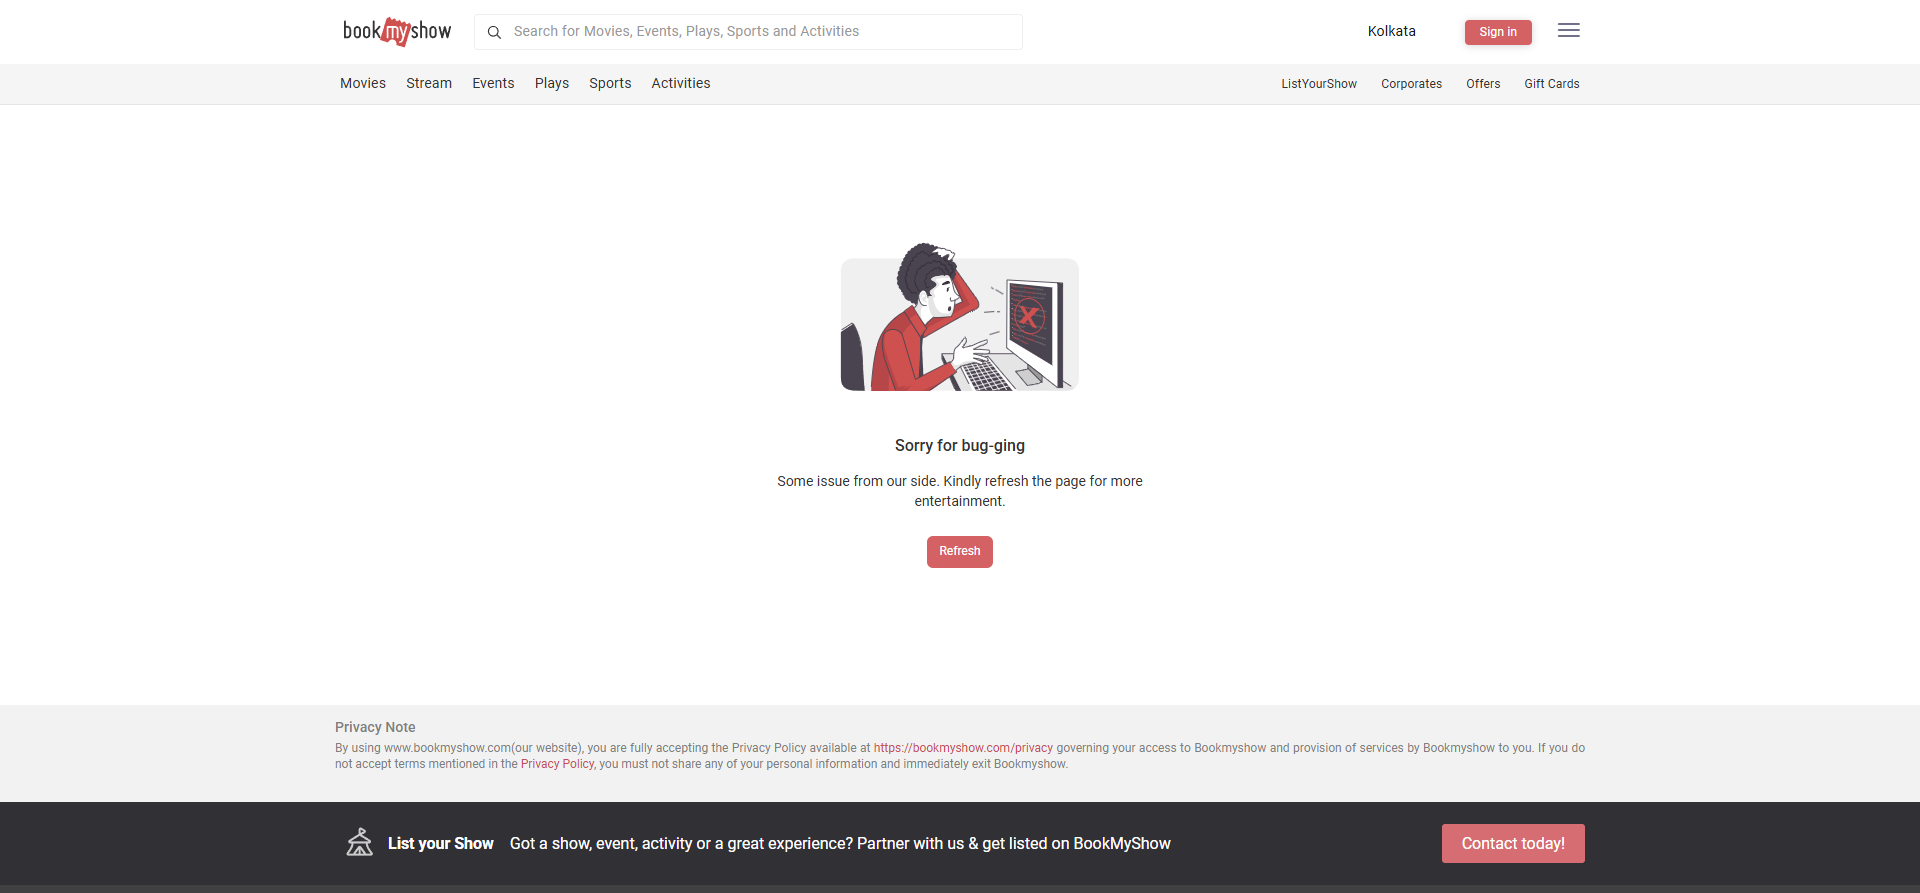 bookmyshow
Search for Movies, Events, Plays, Sports and Activities
Kolkata
Sign in
Movies Stream Events Plays Sports Activities
ListYourShow Corporates Offers Gift Cards
X
Sorry for bug-ging
Some issue from our side. Kindly refresh the page for more
entertainment.
Refresh
Privacy Note
By using www.bookmyshow.com(our website), you are fully accepting the Privacy Policy available at https://bookmyshow.com/privacy governing your access to Bookmyshow and provision of services by Bookmyshow to you. If you do
not accept terms mentioned in the Privacy Policy, you must not share any of your personal information and immediately exit Bookmyshow.
List your Show Got a show, event, activity or a great experience? Partner with us & get listed on BookMyShow
Contact today!